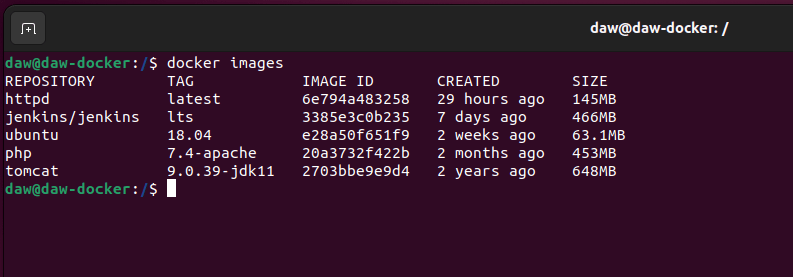 daw@daw-docker: /
daw@daw-docker:/$ docker images
REPOSITORY TAG IMAGE ID CREATED SIZE
httpd latest 6e794a483258 29 hours ago 145MB
jenkins/jenkins lts 3385e3c0b235 7 days ago 466MB
ubuntu 18.04 e28a50f651f9 2 weeks ago 63.1MB
php 7.4-apache 20a3732f422b 2 months ago 453MB
tomcat 9.0.39-jdk11 2703bbe9e9d4 2 years ago 648MB
daw@daw-docker:/$